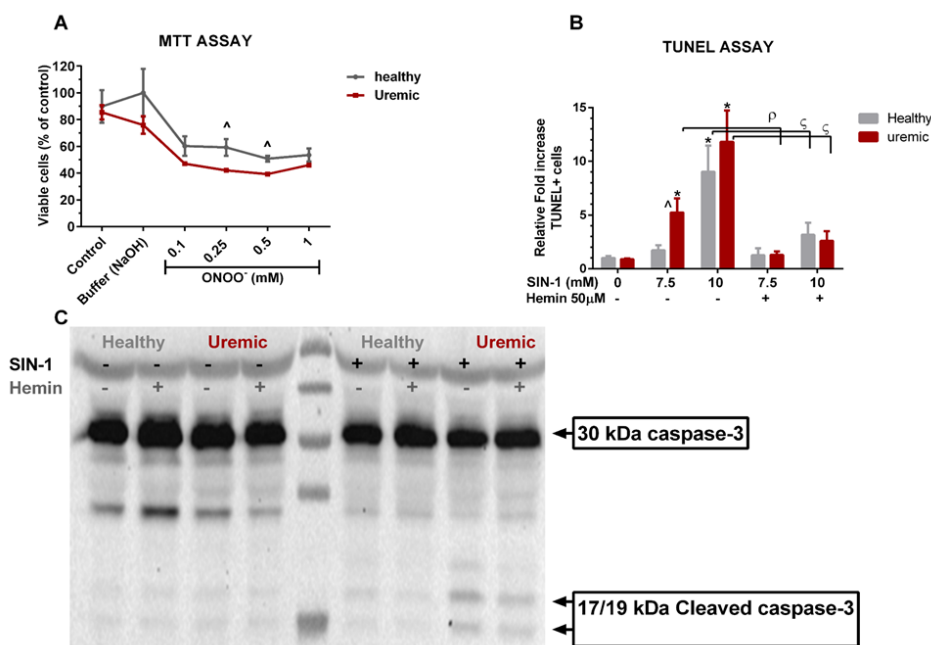 A
MTT ASSAY
Viable cells (% of control)
120
100
80
60
40
20
0
healthy
Uremic
^
^
Control
Buffer (NaOH)
0.1
0.25
0.5
1
ONOO⁻ (mM)
B
TUNEL ASSAY
Relative Fold increase
TUNEL+ cells
15
10
5
0
Healthy
uremic
ρ
ς
ς
^ *
* *
SIN-1 (mM) 0 7.5 10 7.5 10
Hemin 50µM - - - + +
C
Healthy Uremic Healthy Uremic
SIN-1 - - - - + + + +
Hemin - + - + - + - +
30 kDa caspase-3
17/19 kDa Cleaved caspase-3